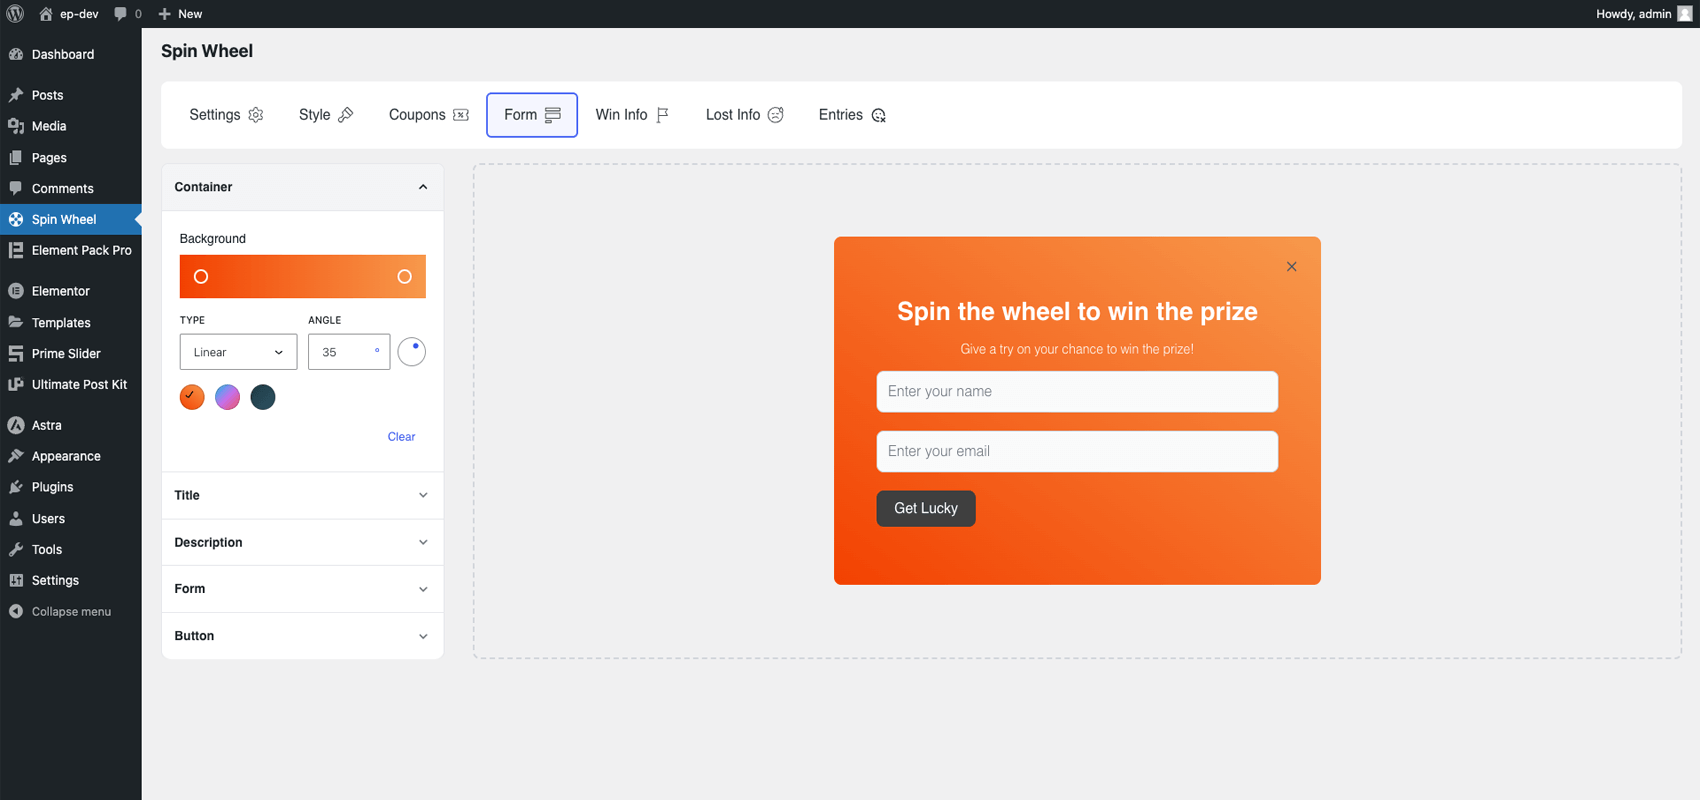 ep-dev 0 New Howdy, admin
Dashboard
Posts
Media
Pages
Comments
Spin Wheel
Element Pack Pro
Elementor
Templates
Prime Slider
Ultimate Post Kit
Astra
Appearance
Plugins
Users
Tools
Settings
Collapse menu
Spin Wheel
Settings Style Coupons Form Win Info Lost Info Entries
Container
Background
TYPE ANGLE
Linear 35 °
Clear
Title
Description
Form
Button
Spin the wheel to win the prize
Give a try on your chance to win the prize!
Enter your name
Enter your email
Get Lucky